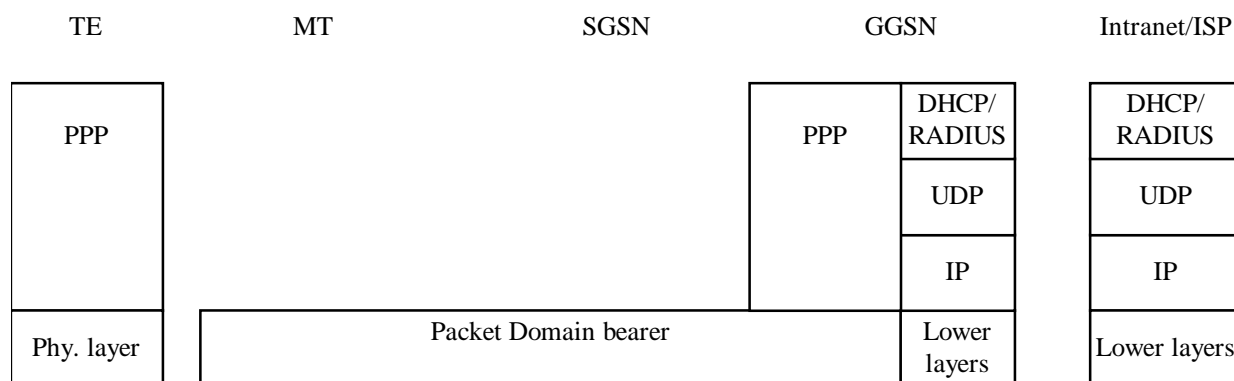 TE MT SGSN GGSN Intranet/ISP
PPP
PPP
DHCP/
RADIUS
DHCP/
RADIUS
UDP
UDP
IP
IP
Phy. layer
Packet Domain bearer
Lower
layers
Lower layers